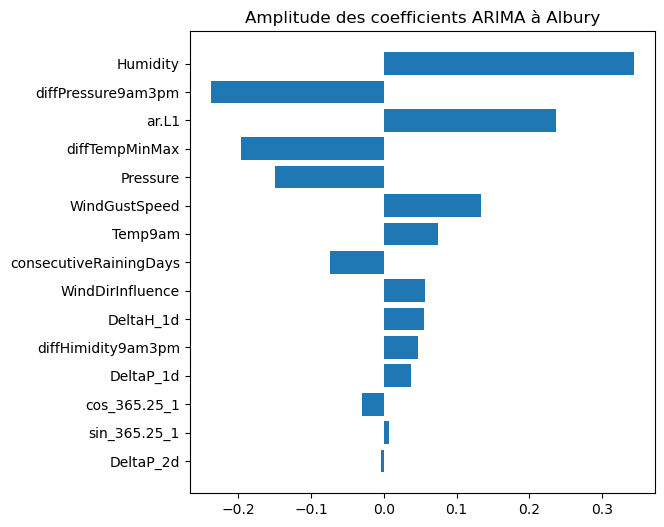 Amplitude des coefficients ARIMA à Albury
Humidity
diffPressure9am3pm
ar.L1
diffTempMinMax
Pressure
WindGustSpeed
Temp9am
consecutiveRainingDays
WindDirInfluence
DeltaH_1d
diffHimidity9am3pm
DeltaP_1d
cos_365.25_1
sin_365.25_1
DeltaP_2d
−0.2 −0.1 0.0 0.1 0.2 0.3